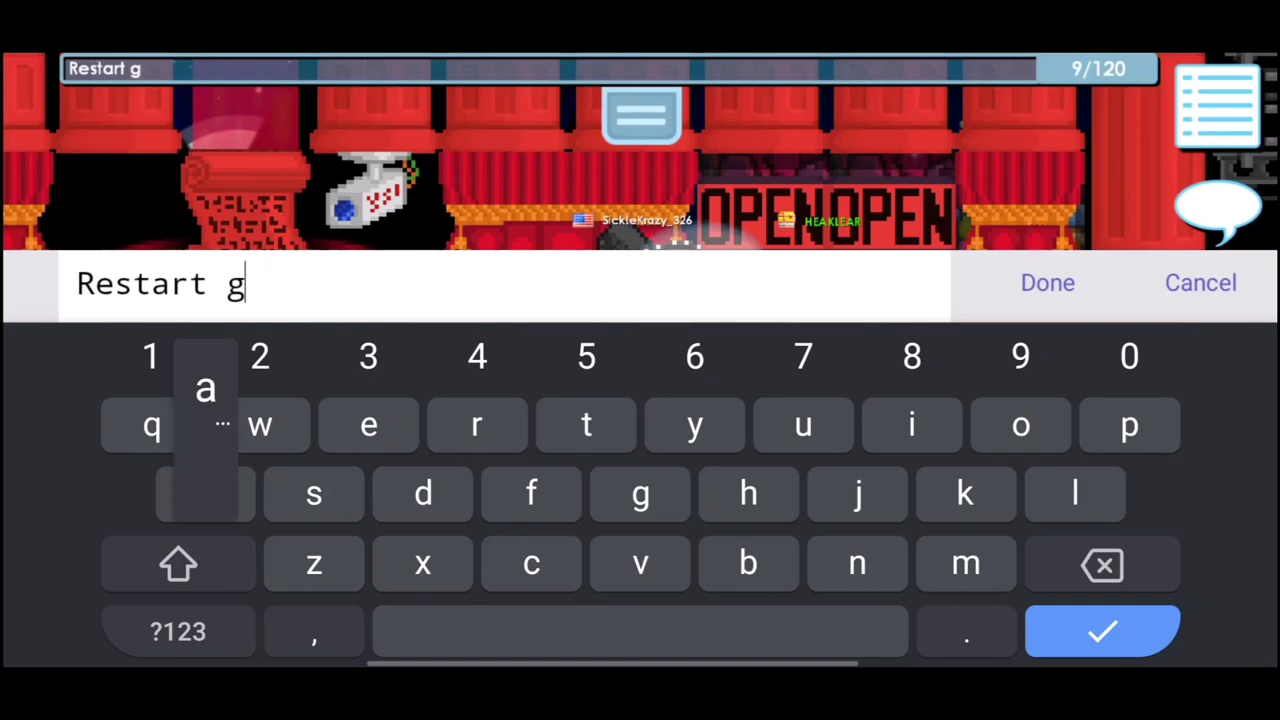 Restart g
9/120
SickleKrazy_326
HEAKLEAR
OPENOPEN
Restart g
Done
Cancel
1 2 3 4 5 6 7 8 9 0
a
...
q w e r t y u i o p
s d f g h j k l
z x c v b n m
?123 , .